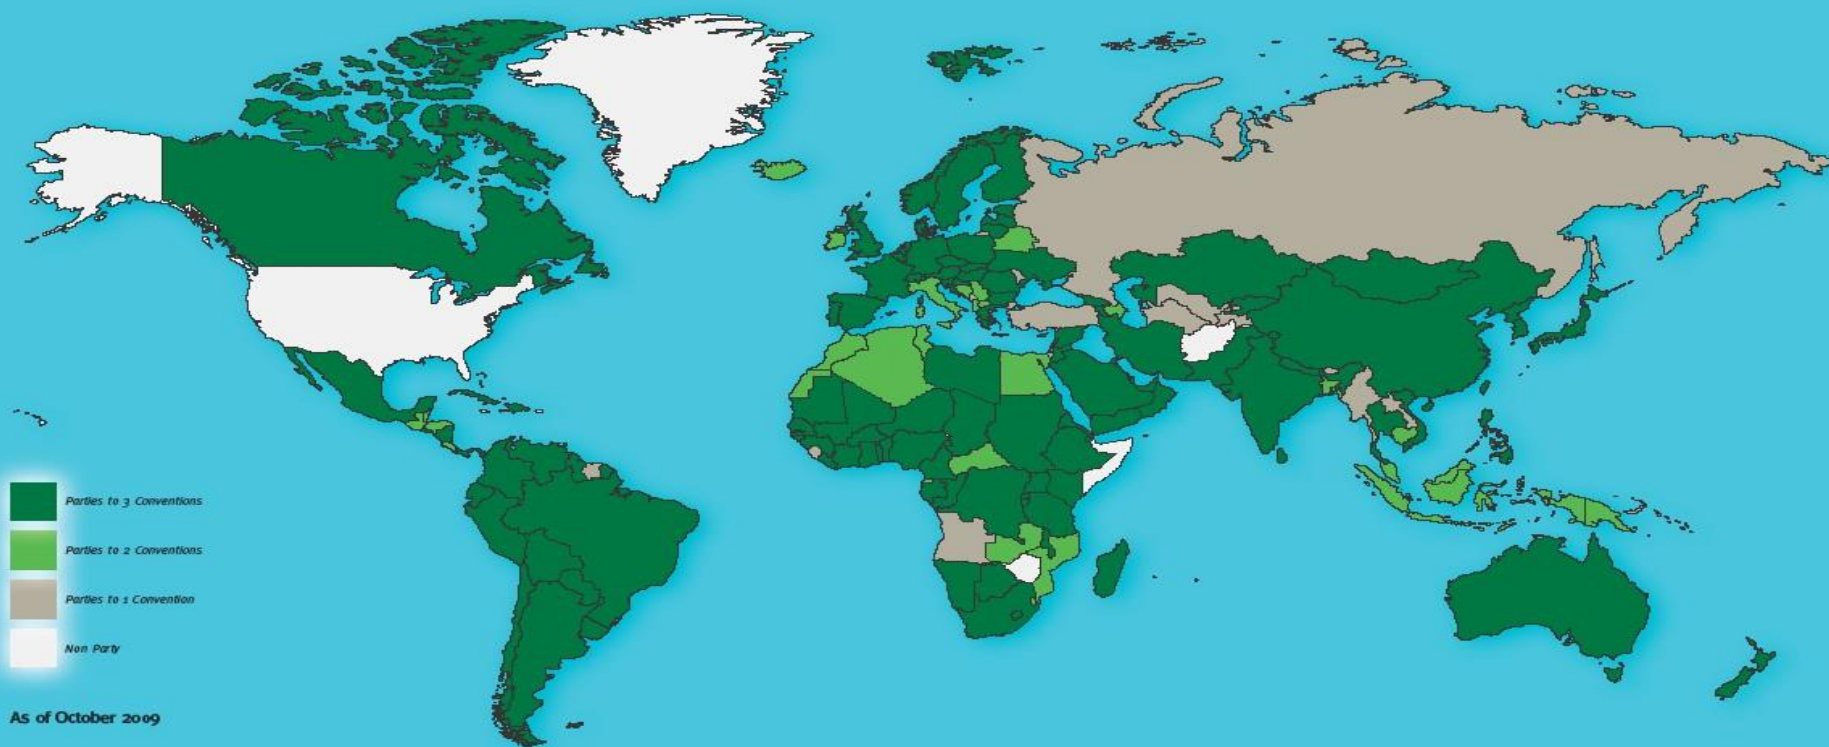 Parties to 3 Conventions
Parties to 2 Conventions
Parties to 1 Convention
Non Party
As of October 2009